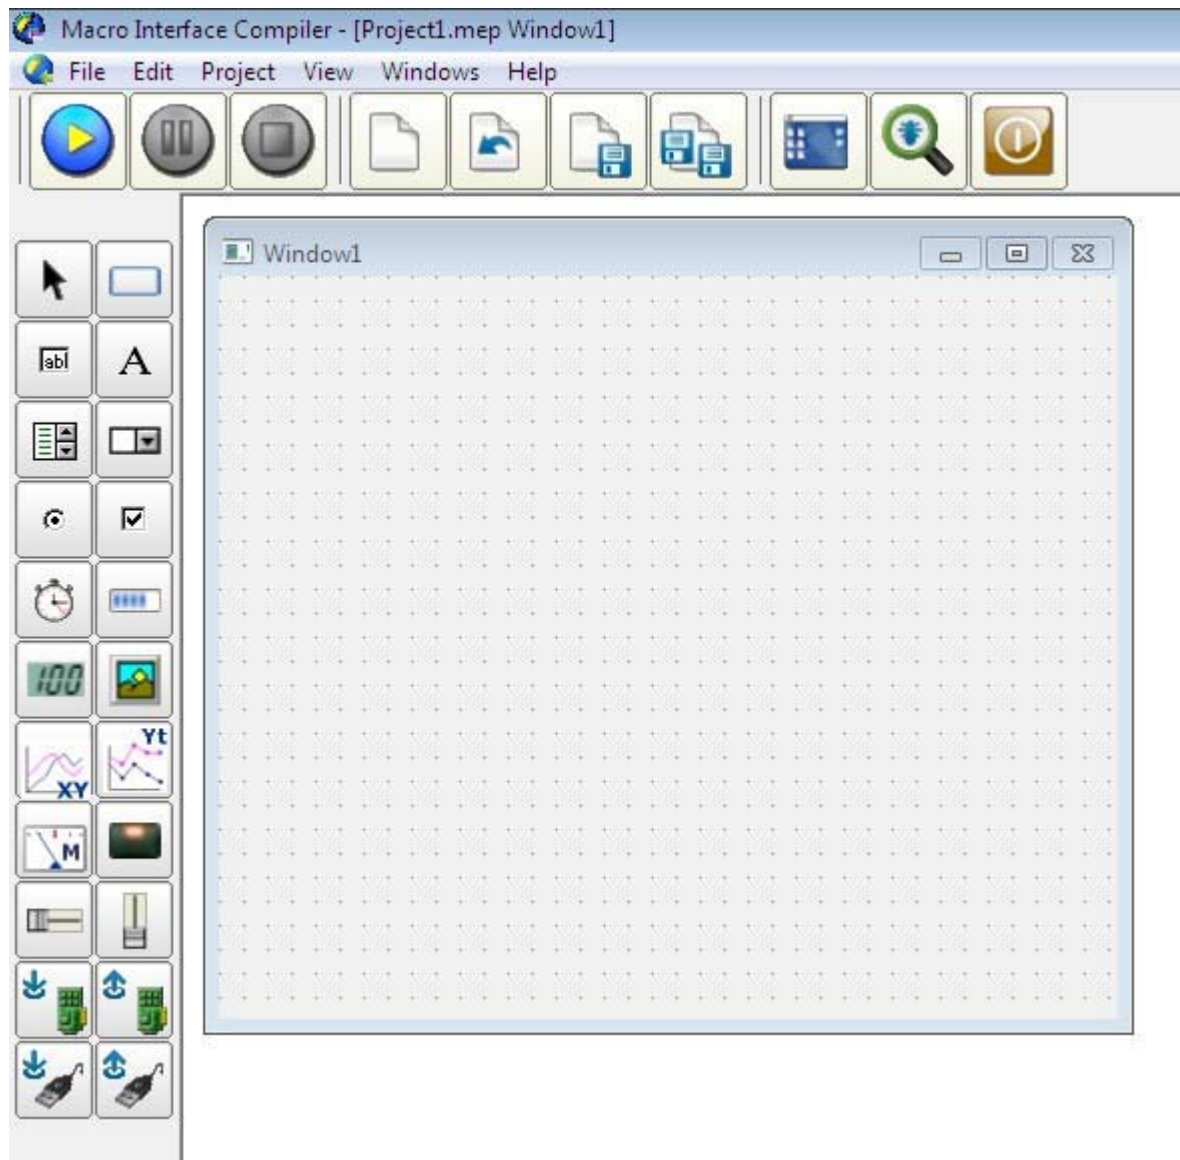 Macro Interface Compiler - [Project1.mep Window1]
File Edit Project View Windows Help
Window1
abl A
100
XY Yt
M